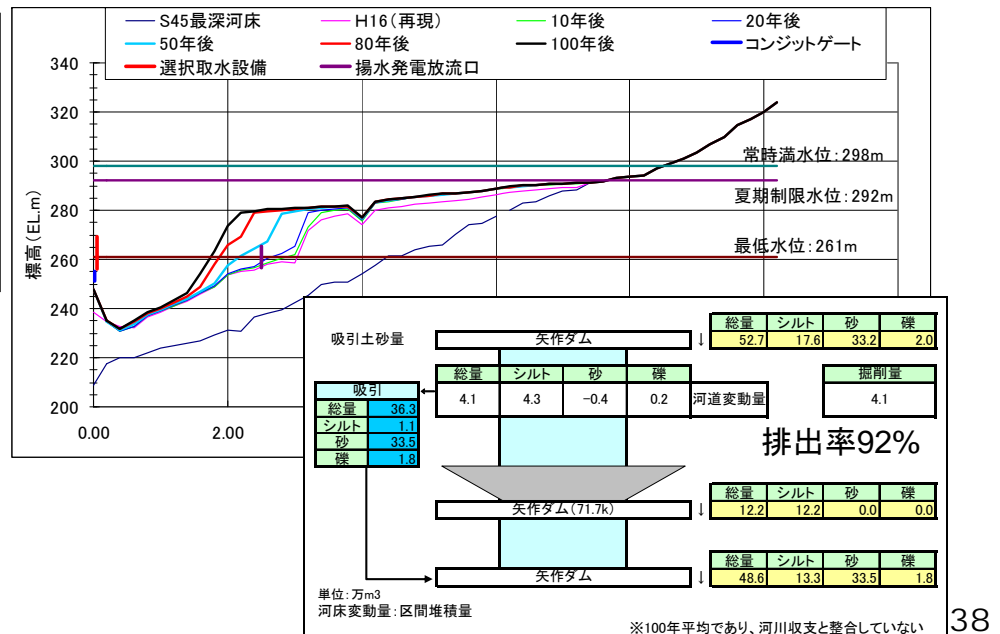 S45最深河床 H16(再現) 10年後 20年後
50年後 80年後 100年後 コンジットゲート
選択取水設備 揚水発電放流口
標高(EL.m)
340
320
300
280
260
240
220
200
0.00 2.00
常時満水位:298m
夏期制限水位:292m
最低水位:261m
吸引土砂量
矢作ダム
↓
総量 シルト 砂 礫
52.7 17.6 33.2 2.0
総量 シルト 砂 礫
4.1 4.3 -0.4 0.2 河道変動量
掘削量
4.1
吸引
総量 36.3
シルト 1.1
砂 33.5
礫 1.8
排出率92%
矢作ダム(71.7k)
↓
総量 シルト 砂 礫
12.2 12.2 0.0 0.0
矢作ダム
↓
総量 シルト 砂 礫
48.6 13.3 33.5 1.8
単位:万m3
河床変動量:区間堆積量
※100年平均であり、河川収支と整合していない
38